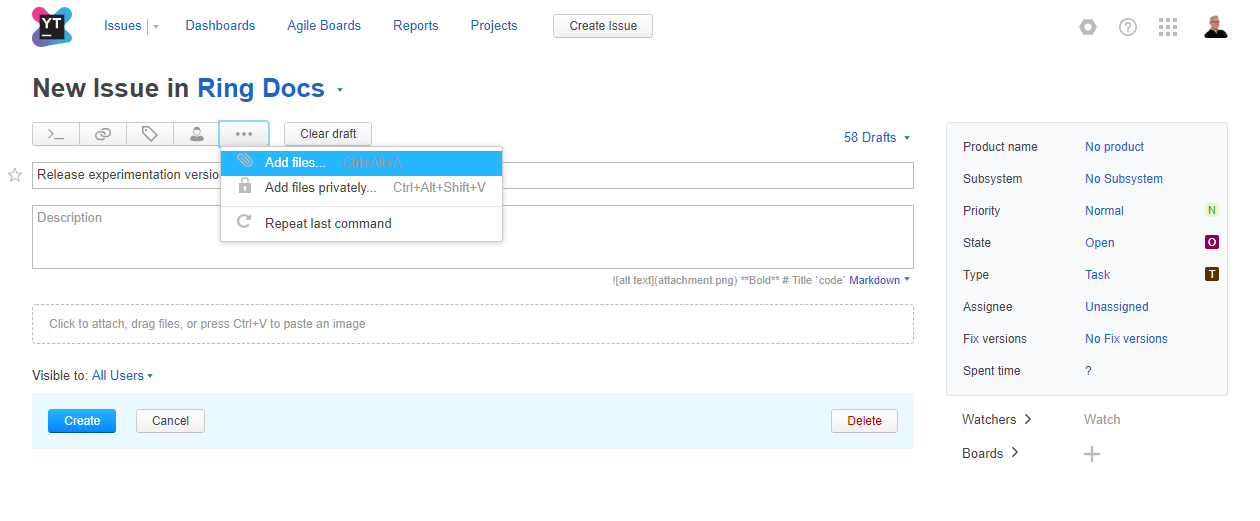 YT
Issues Dashboards Agile Boards Reports Projects Create Issue
New Issue in Ring Docs
>_ Clear draft 58 Drafts
Add files... Ctrl+Alt+A
Release experimentation versio
Add files privately... Ctrl+Alt+Shift+V
Description
Repeat last command
![alt text](attachment.png) **Bold** # Title `code` Markdown
Click to attach, drag files, or press Ctrl+V to paste an image
Visible to: All Users
Create Cancel Delete
Product name No product
Subsystem No Subsystem
Priority Normal N
State Open O
Type Task T
Assignee Unassigned
Fix versions No Fix versions
Spent time ?
Watchers Watch
Boards